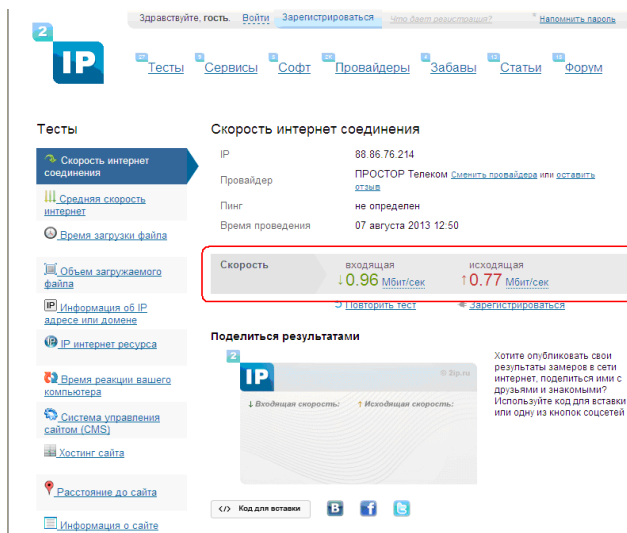 Здравствуйте, гость. Войти Зарегистрироваться Что дает регистрация? Напомнить пароль
2
IP
Тесты Сервисы Софт Провайдеры Забавы Статьи Форум
Тесты
Скорость интернет соединения
Средняя скорость интернет
Время загрузки файла
Объем загружаемого файла
IP Информация об IP адресе или домене
IP интернет ресурса
Время реакции вашего компьютера
Система управления сайтом (CMS)
Хостинг сайта
Расстояние до сайта
Информация о сайте
Скорость интернет соединения
IP 88.86.76.214
Провайдер ПРОСТОР Телеком Сменить провайдера или оставить отзыв
Пинг не определен
Время проведения 07 августа 2013 12:50
Скорость входящая исходящая
↓0.96 Мбит/сек ↑0.77 Мбит/сек
Повторить тест Зарегистрироваться
Поделиться результатами
2
IP
© 2ip.ru
↓ Входящая скорость: ↑ Исходящая скорость:
Хотите опубликовать свои
результаты замеров в сети
интернет, поделиться ими с
друзьями и знакомыми?
Используйте код для вставки
или одну из кнопок соцсетей
</> Код для вставки B f